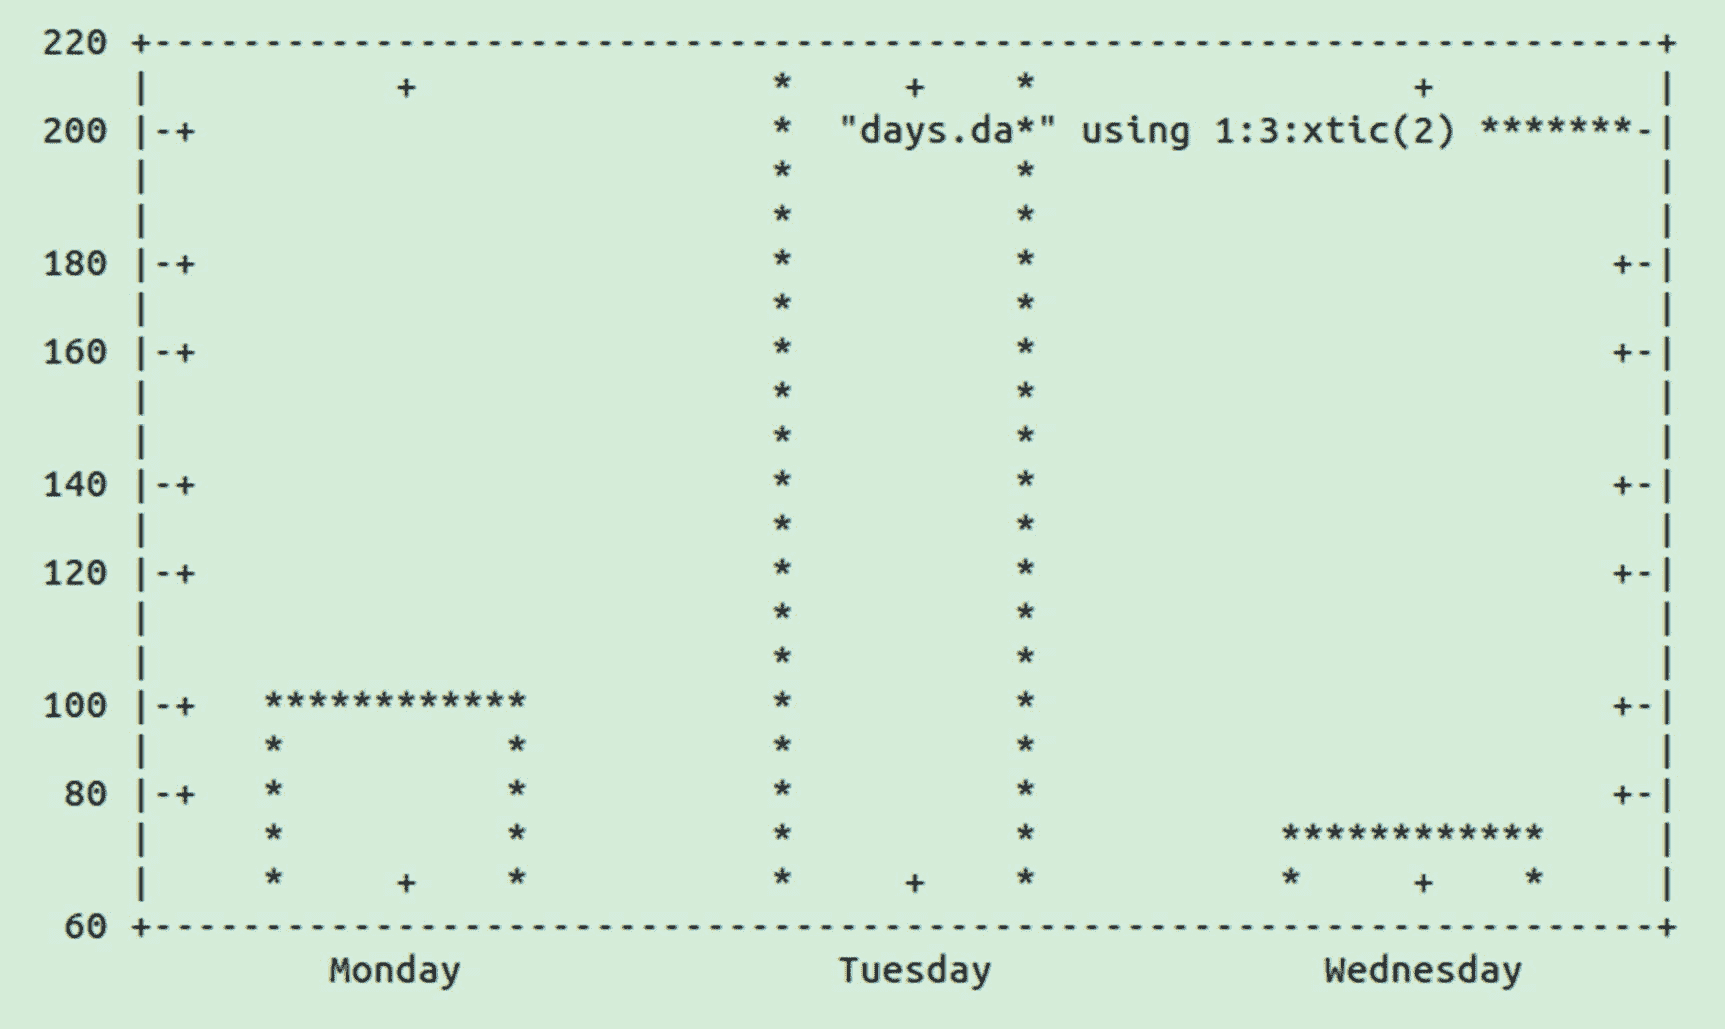 220 +---------------------------------------------------------------------+
    |            +                *     +    *                 +          |
200 |-+                           *  "days.da*" using 1:3:xtic(2) *******-|
    |                             *          *                            |
    |                             *          *                            |
180 |-+                           *          *                          +-|
    |                             *          *                            |
160 |-+                           *          *                          +-|
    |                             *          *                            |
    |                             *          *                            |
140 |-+                           *          *                          +-|
    |                             *          *                            |
120 |-+                           *          *                          +-|
    |                             *          *                            |
    |                             *          *                            |
100 |-+   ************            *          *                          +-|
    |     *          *            *          *                            |
 80 |-+   *          *            *          *                          +-|
    |     *          *            *          *           ************     |
    |     *     +    *            *     +    *           *     +    *     |
 60 +---------------------------------------------------------------------+
             Monday                 Tuesday                Wednesday